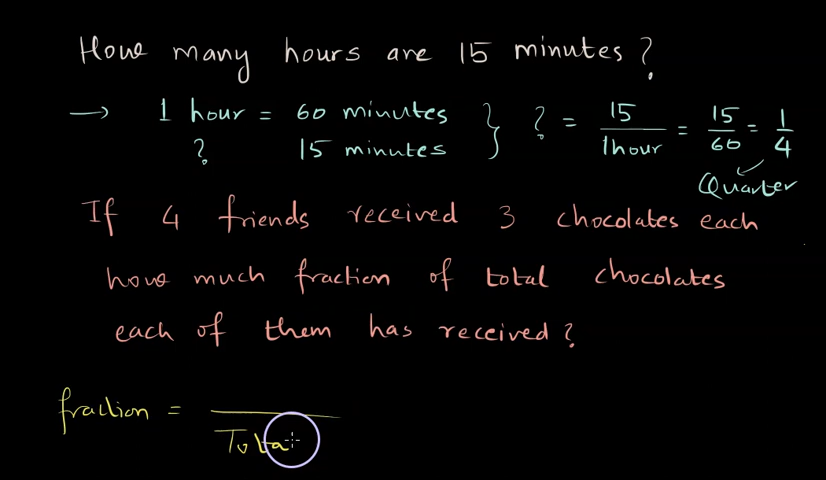 How many hours are 15 minutes?
→ 1 hour = 60 minutes } ? = 15/1hour = 15/60 = 1/4
? 15 minutes
Quarter
If 4 friends received 3 chocolates each
how much fraction of total chocolates
each of them has received?
fraction =
Tota